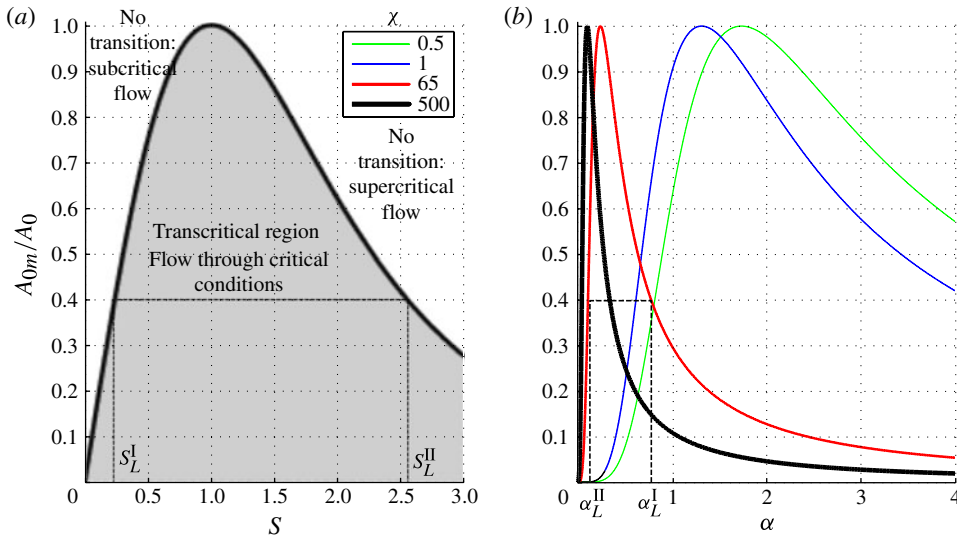 (a)
No
transition:
subcritical
flow
χ
0.5
1
65
500
No
transition:
supercritical
flow
Transcritical region
Flow through critical
conditions
A0m/A0
1.0
0.9
0.8
0.7
0.6
0.5
0.4
0.3
0.2
0.1
0
S_L^I
S_L^II
0.5
1.0
1.5
2.0
2.5
3.0
S
(b)
1.0
0.9
0.8
0.7
0.6
0.5
0.4
0.3
0.2
0.1
0
α_L^II
α_L^I
1
2
3
4
α